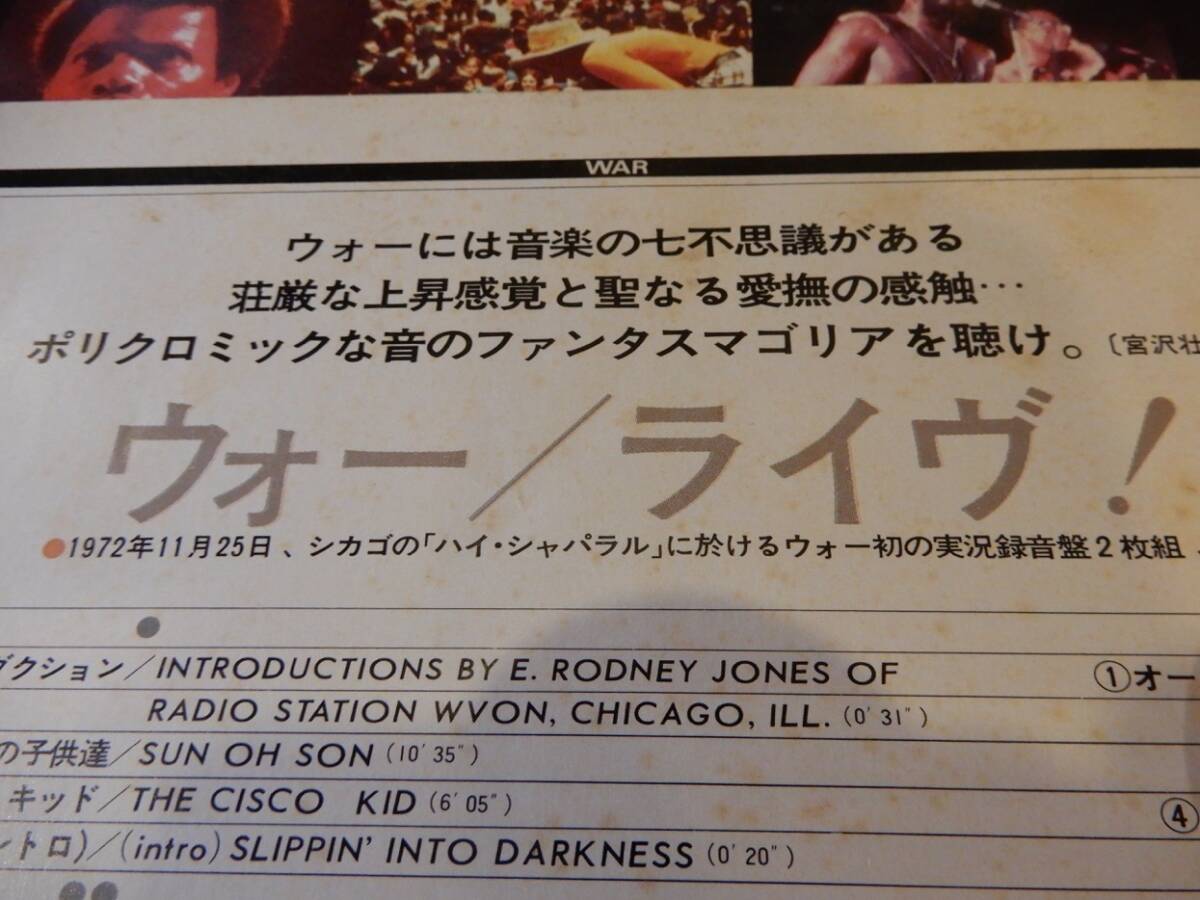 WAR
ウォーには音楽の七不思議がある
荘厳な上昇感覚と聖なる愛撫の感触…
ポリクロミックな音のファンタスマゴリアを聴け。〔宮沢壮
ウォー／ライヴ！
●1972年11月25日、シカゴの「ハイ・シャパラル」に於けるウォー初の実況録音盤2枚組
ダクション／INTRODUCTIONS BY E. RODNEY JONES OF
RADIO STATION WVON, CHICAGO, ILL. (0′31″)
の子供達／SUN OH SON (10′35″)
キッド／THE CISCO KID (6′05″)
ントロ)／(intro) SLIPPIN' INTO DARKNESS (0′20″)
①オー
④